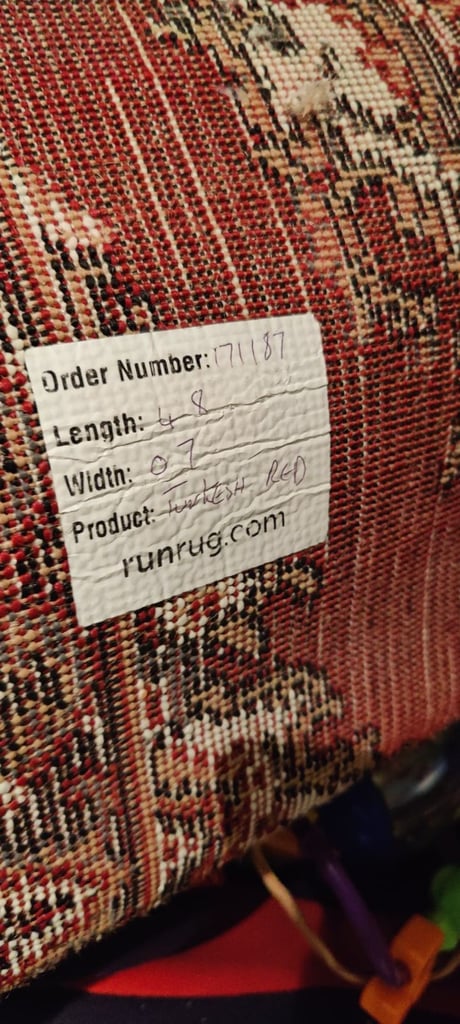 Order Number: 171187
Length: 4 8
Width: 0 7
Product: Turkish RED
runrug.com